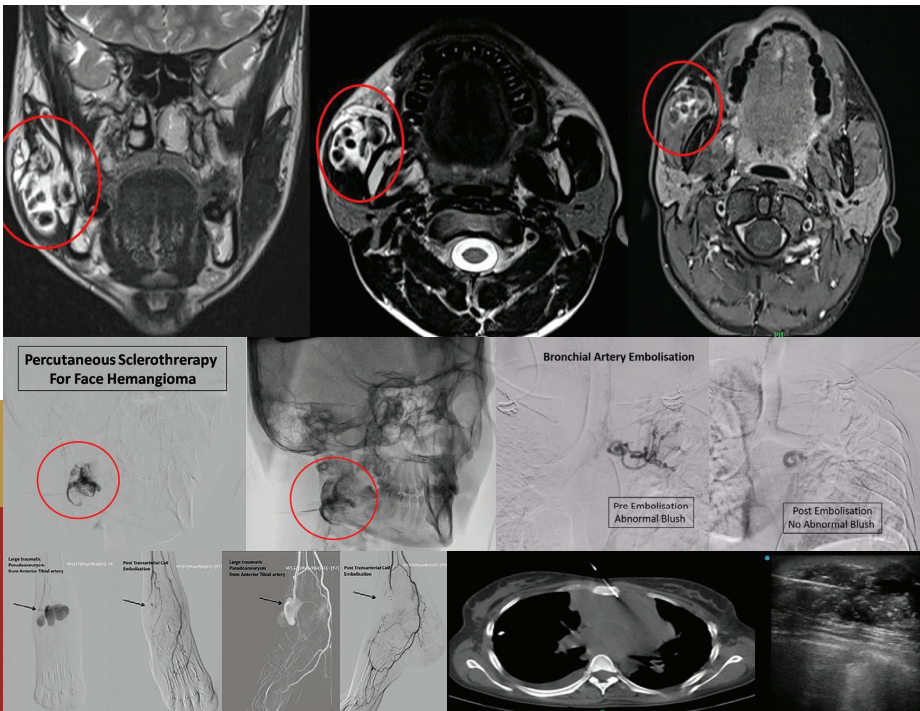 Percutaneous Sclerothrerapy
For Face Hemangioma
Bronchial Artery Embolisation
Pre Embolisation
Abnormal Blush
Post Embolisation
No Abnormal Blush
Large traumatic
Pseudoaneurysm
from Anterior Tibial artery
Post Transarterial Coil
Embolisation
Large traumatic
Pseudoaneurysm
from Anterior Tibial artery
Post Transarterial Coil
Embolisation